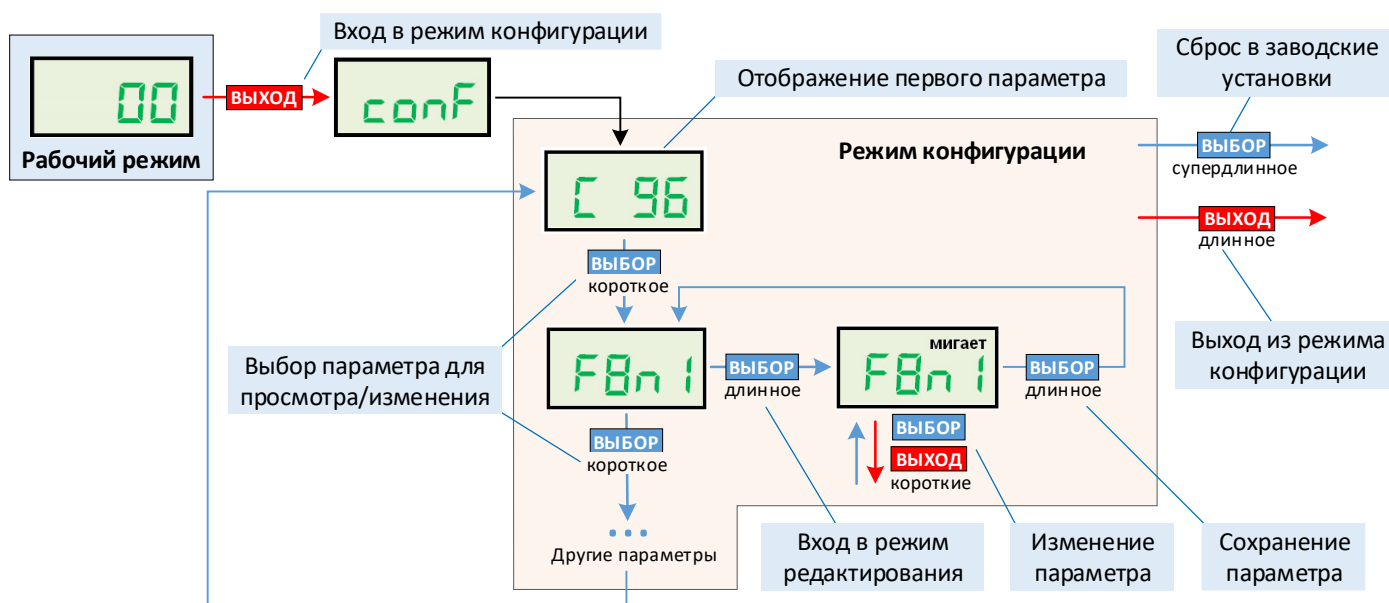 Вход в режим конфигурации
00
Рабочий режим
ВЫХОД
conF
Отображение первого параметра
Сброс в заводские
установки
Режим конфигурации
ВЫБОР
супердлинное
ВЫХОД
длинное
Выход из режима
конфигурации
C 96
ВЫБОР
короткое
Выбор параметра для
просмотра/изменения
F8n1
ВЫБОР
длинное
мигает
F8n1
ВЫБОР
длинное
ВЫБОР
короткое
ВЫБОР
ВЫХОД
короткие
Другие параметры
Вход в режим
редактирования
Изменение
параметра
Сохранение
параметра